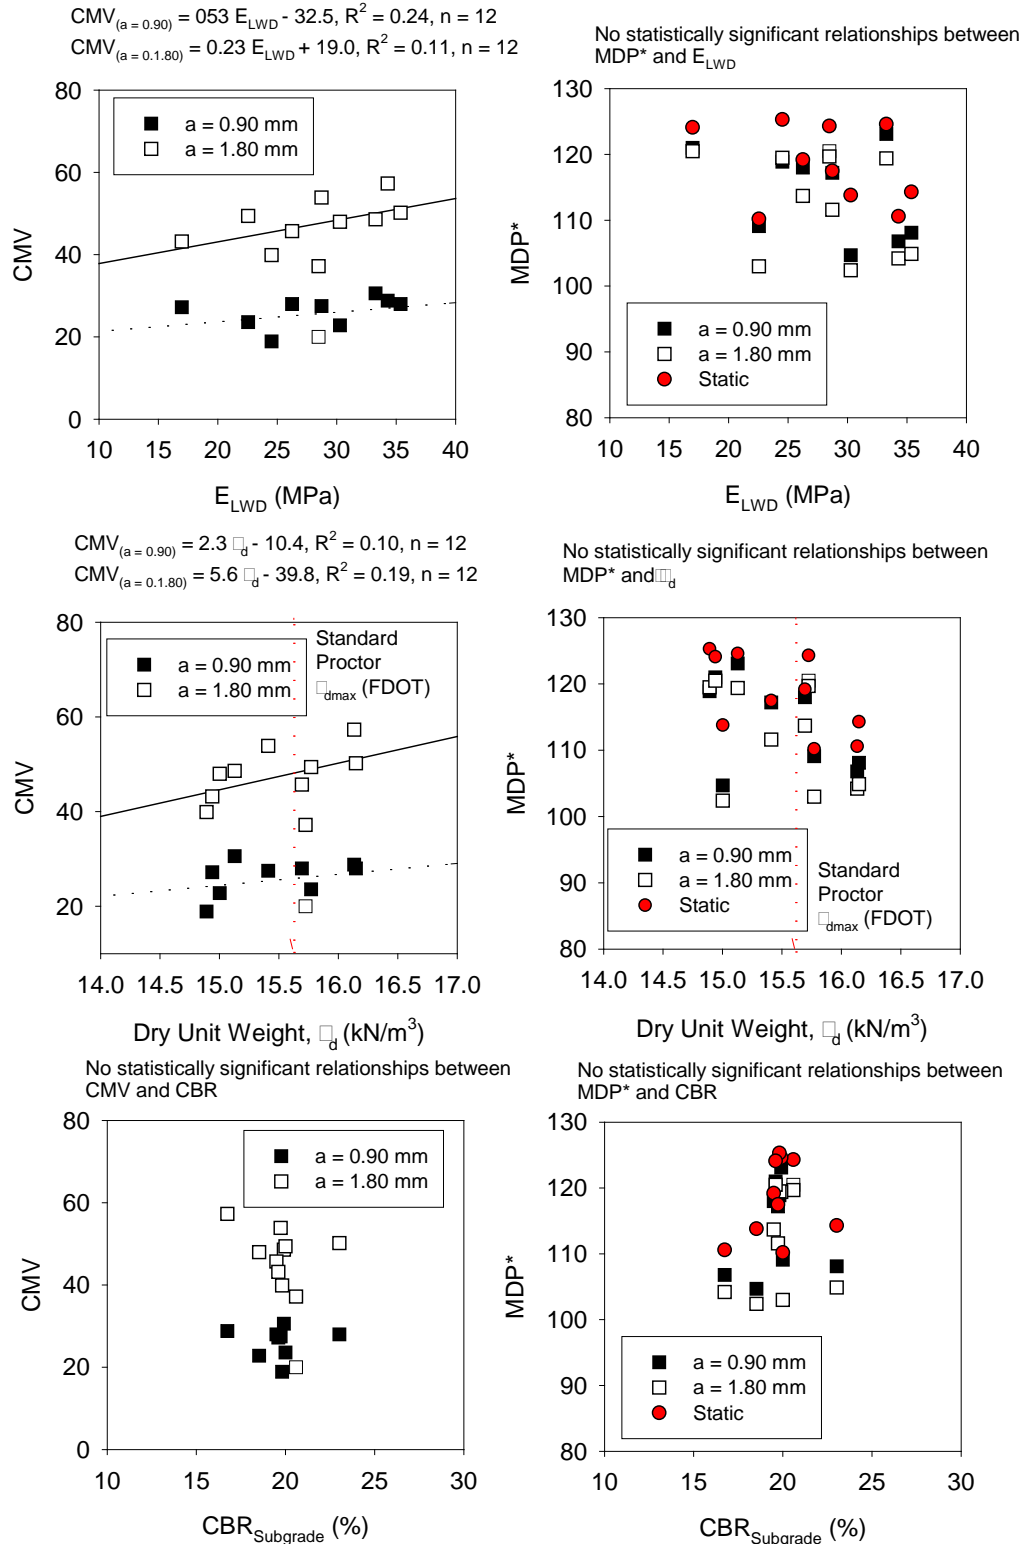 CMV(a = 0.90) = 053 ELWD - 32.5, R2 = 0.24, n = 12
CMV(a = 0.1.80) = 0.23 ELWD + 19.0, R2 = 0.11, n = 12
a = 0.90 mm
a = 1.80 mm
80
60
40
20
0
CMV
10 15 20 25 30 35 40
ELWD (MPa)
No statistically significant relationships between
MDP* and ELWD
130
120
110
100
90
80
MDP*
a = 0.90 mm
a = 1.80 mm
Static
10 15 20 25 30 35 40
ELWD (MPa)
CMV(a = 0.90) = 2.3 □d - 10.4, R2 = 0.10, n = 12
CMV(a = 0.1.80) = 5.6 □d - 39.8, R2 = 0.19, n = 12
80
60
40
20
CMV
a = 0.90 mm
a = 1.80 mm
Standard
Proctor
□dmax (FDOT)
14.0 14.5 15.0 15.5 16.0 16.5 17.0
Dry Unit Weight, □d (kN/m3)
No statistically significant relationships between
MDP* and □d
130
120
110
100
90
80
MDP*
a = 0.90 mm
a = 1.80 mm
Static
Standard
Proctor
□dmax (FDOT)
14.0 14.5 15.0 15.5 16.0 16.5 17.0
Dry Unit Weight, □d (kN/m3)
No statistically significant relationships between
CMV and CBR
80
60
40
20
0
CMV
a = 0.90 mm
a = 1.80 mm
10 15 20 25 30
CBRSubgrade (%)
No statistically significant relationships between
MDP* and CBR
130
120
110
100
90
80
MDP*
a = 0.90 mm
a = 1.80 mm
Static
10 15 20 25 30
CBRSubgrade (%)